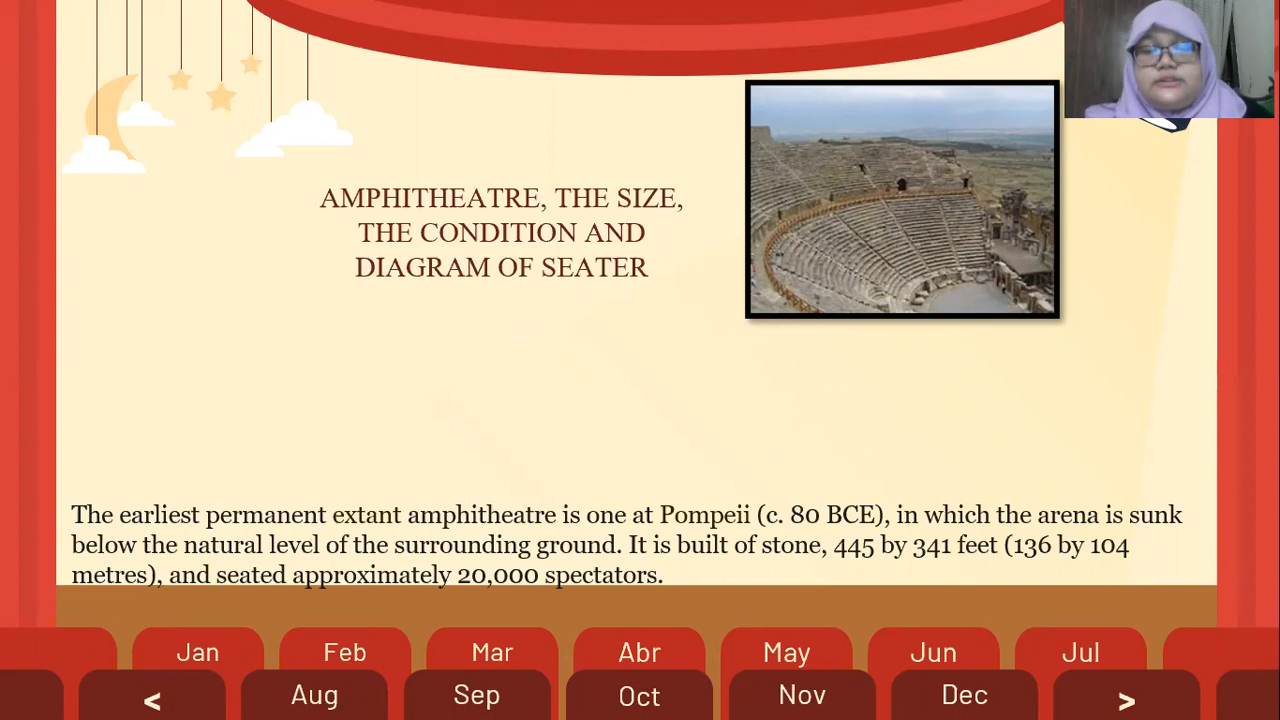 AMPHITHEATRE, THE SIZE,
THE CONDITION AND
DIAGRAM OF SEATER
The earliest permanent extant amphitheatre is one at Pompeii (c. 80 BCE), in which the arena is sunk
below the natural level of the surrounding ground. It is built of stone, 445 by 341 feet (136 by 104
metres), and seated approximately 20,000 spectators.
Jan Feb Mar Abr May Jun Jul
< Aug Sep Oct Nov Dec >